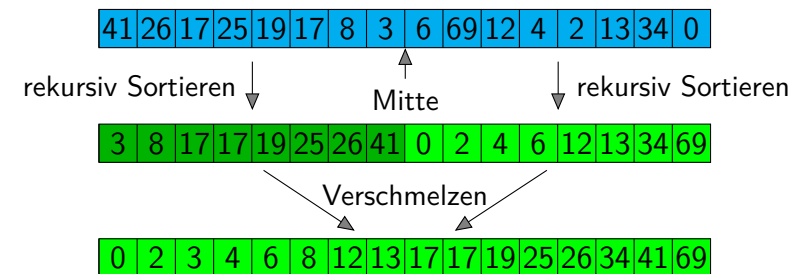 41 26 17 25 19 17 8 3 6 69 12 4 2 13 34 0
rekursiv Sortieren Mitte rekursiv Sortieren
3 8 17 17 19 25 26 41 0 2 4 6 12 13 34 69
Verschmelzen
0 2 3 4 6 8 12 13 17 17 19 25 26 34 41 69